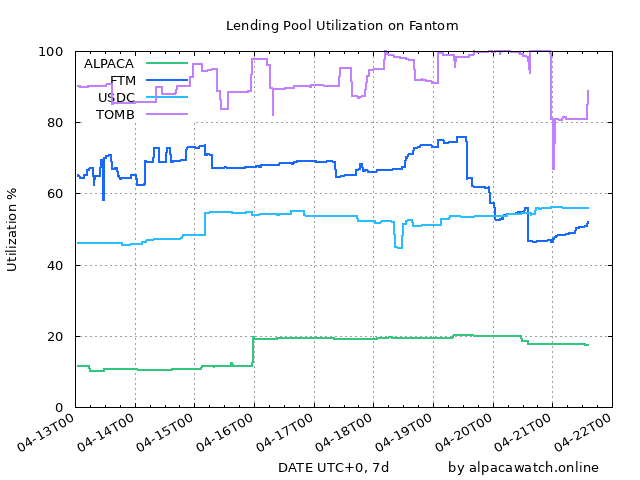 Lending Pool Utilization on Fantom
Utilization %
100
80
60
40
20
0
ALPACA
FTM
USDC
TOMB
04-13T00
04-14T00
04-15T00
04-16T00
04-17T00
04-18T00
04-19T00
04-20T00
04-21T00
04-22T00
DATE UTC+0, 7d
by alpacawatch.online